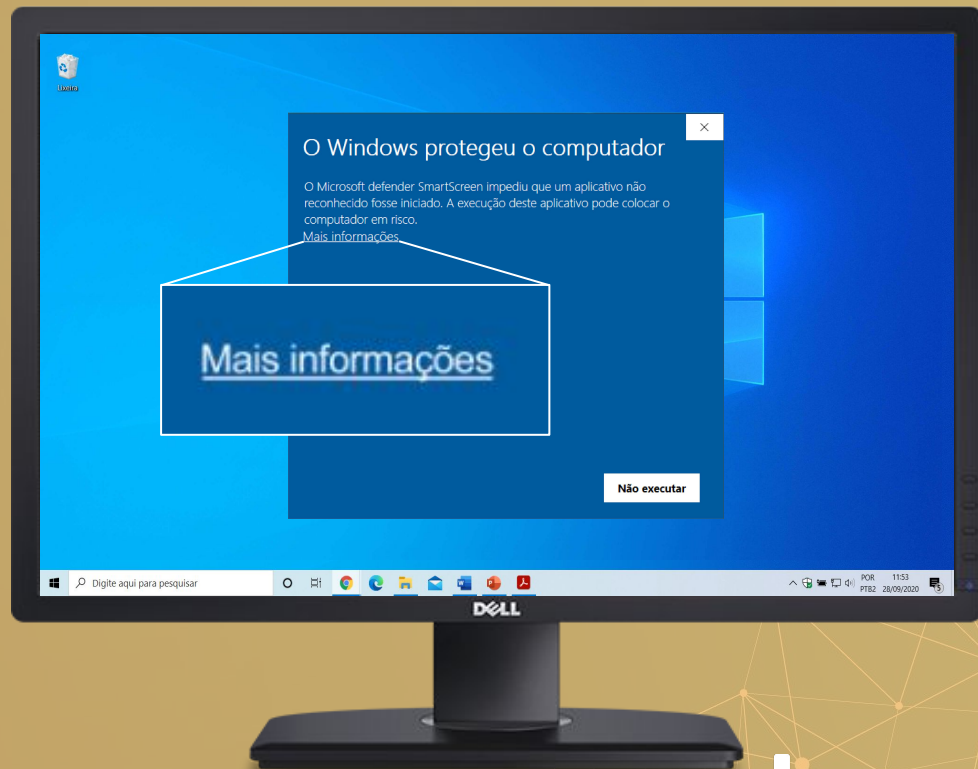 Lixeira
O Windows protegeu o computador
O Microsoft defender SmartScreen impediu que um aplicativo não
reconhecido fosse iniciado. A execução deste aplicativo pode colocar o
computador em risco.
Mais informações
Mais informações
Não executar
Digite aqui para pesquisar
POR
PTB2
11:53
28/09/2020
5
DELL